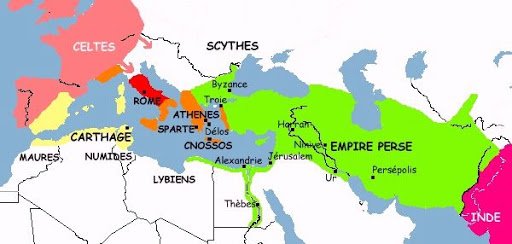 CELTES
SCYTHES
Byzance
ROME
Troie
ATHENES
SPARTE
Délos
CNOSSOS
CARTHAGE
MAURES
NUMIDES
LYBIENS
Harran
Ninive
EMPIRE PERSE
Alexandrie
Jérusalem
Ur
Persépolis
Thèbes
INDE